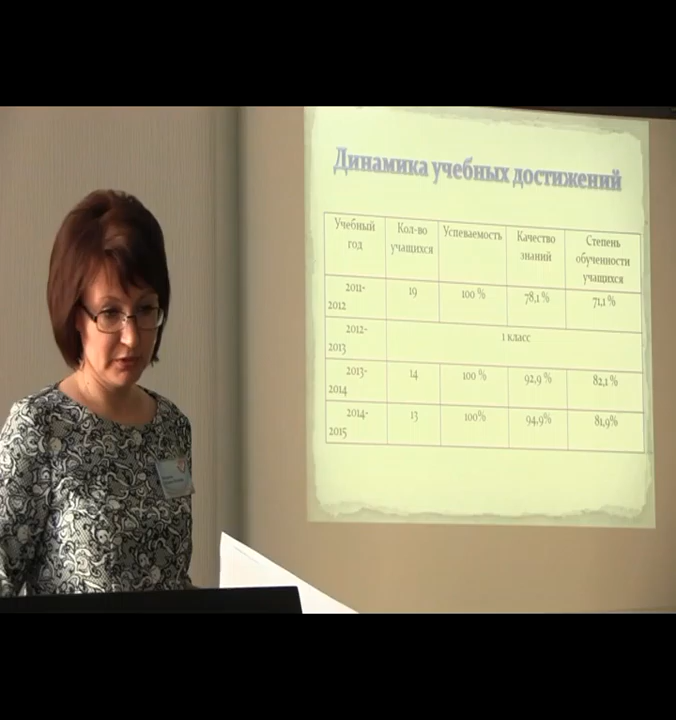 Динамика учебных достижений
Учебный год Кол-во учащихся Успеваемость Качество знаний Степень обученности учащихся
2011-2012 19 100 % 78,1 % 71,1 %
2012-2013 1 класс
2013-2014 14 100 % 92,9 % 82,1 %
2014-2015 13 100% 94,9% 81,9%